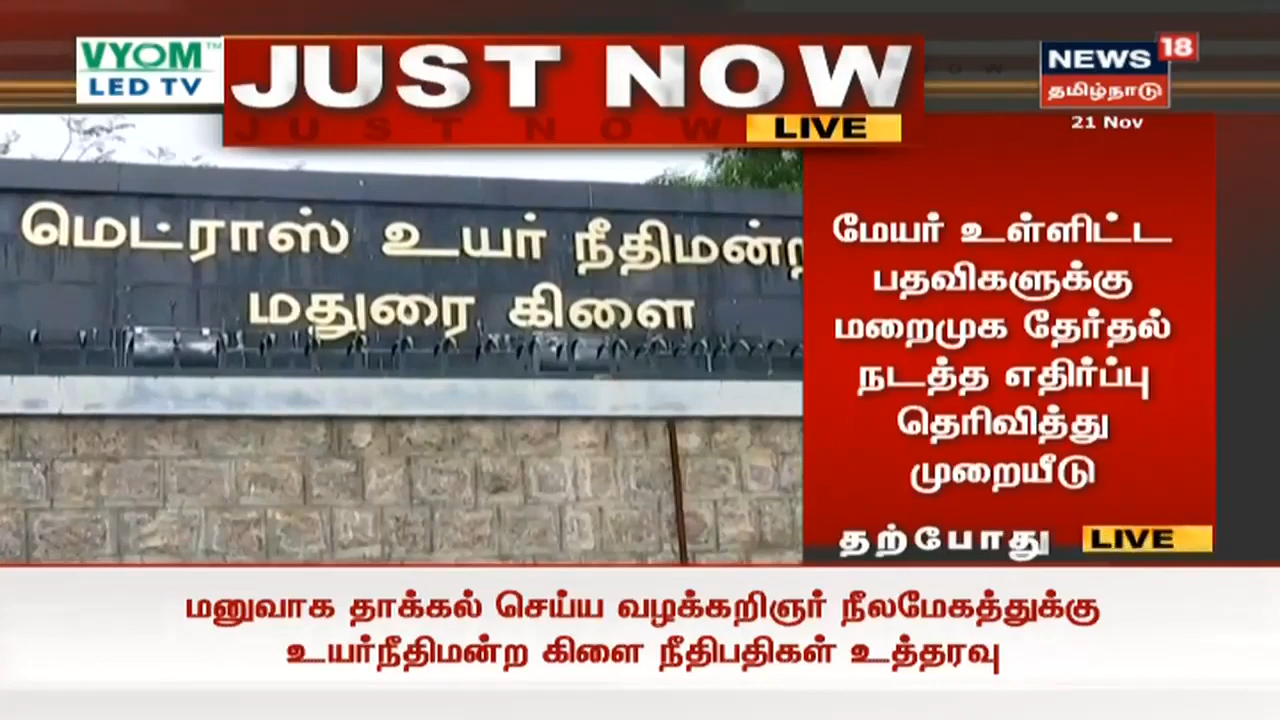 VYOM™
LED TV
JUST NOW
LIVE
NEWS 18
தமிழ்நாடு
21 Nov
மெட்ராஸ் உயர் நீதிமன்ற
மதுரை கிளை
மேயர் உள்ளிட்ட
பதவிகளுக்கு
மறைமுக தேர்தல்
நடத்த எதிர்ப்பு
தெரிவித்து
முறையீடு
தற்போது LIVE
மனுவாக தாக்கல் செய்ய வழக்கறிஞர் நீலமேகத்துக்கு
உயர்நீதிமன்ற கிளை நீதிபதிகள் உத்தரவு